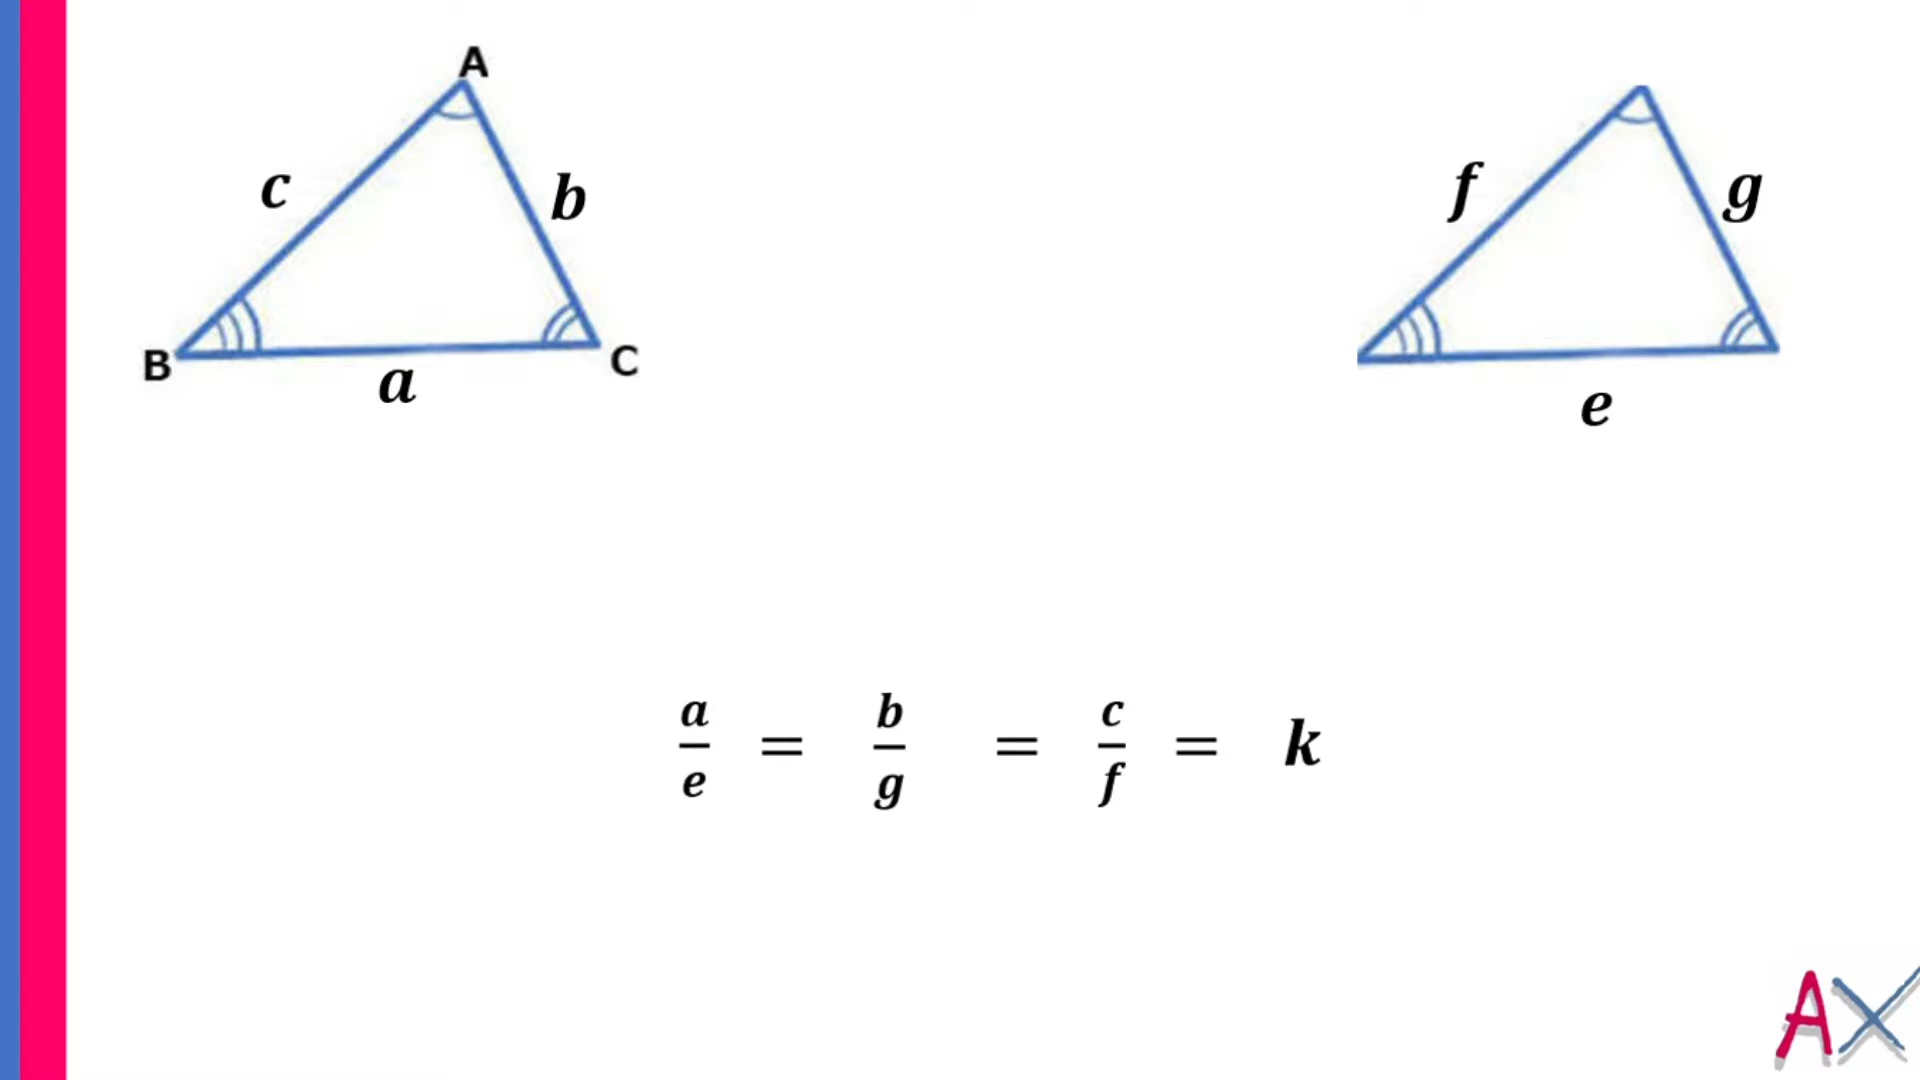 A
c
b
B
a
C
f
g
e
a/e = b/g = c/f = k
AX